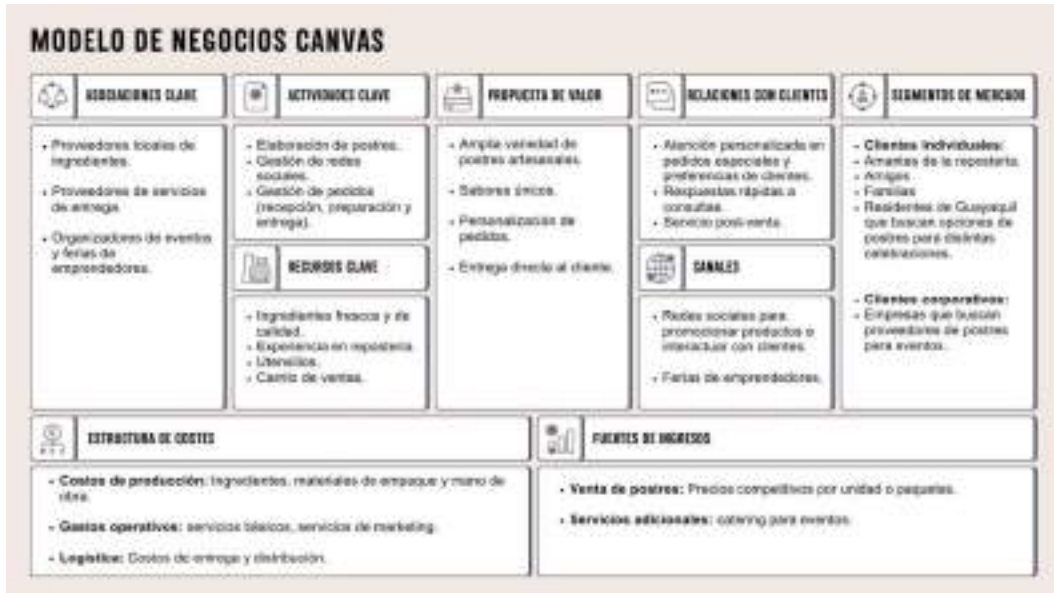 MODELO DE NEGOCIOS CANVAS
ASOCIACIONES CLAVE
• Proveedores locales de
ingredientes.
• Proveedores de servicios
de entrega
• Organizadores de eventos
y ferias de
emprendedores.
ACTIVIDADES CLAVE
• Elaboración de postres.
• Gestión de redes
sociales.
• Gestión de pedidos
(recepción, preparación y
entrega).
RECURSOS CLAVE
• Ingredientes frescos y de
calidad.
• Experiencia en repostería
• Utensilios.
• Carrito de ventas.
PROPUESTA DE VALOR
• Amplia variedad de
postres artesanales.
• Sabores únicos.
• Personalización de
pedidos.
• Entrega directa al cliente.
RELACIONES CON CLIENTES
• Atención personalizada en
pedidos especiales y
preferencias de clientes.
• Respuestas rápidas a
consultas.
• Servicio post-venta.
CANALES
• Redes sociales para
promocionar productos e
interactuar con clientes.
• Ferias de emprendedores.
SEGMENTOS DE MERCADO
• Clientes individuales:
• Amantes de la repostería.
• Amigos
• Familias
• Residentes de Guayaquil
que buscan opciones de
postres para distintas
celebraciones.
• Clientes corporativos:
• Empresas que buscan
proveedores de postres
para eventos.
ESTRUCTURA DE COSTES
• Costos de producción: Ingredientes, materiales de empaque y mano de
obra.
• Gastos operativos: servicios básicos, servicios de marketing.
• Logística: Costos de entrega y distribución.
FUENTES DE INGRESOS
• Venta de postres: Precios competitivos por unidad o paquetes.
• Servicios adicionales: catering para eventos.